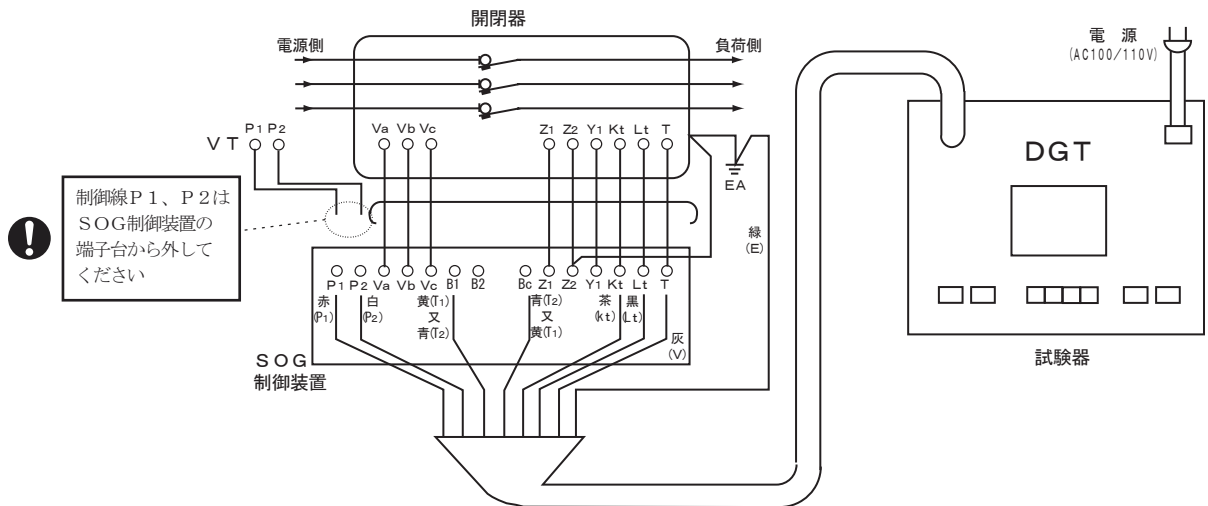 開閉器
電源側
負荷側
電 源
(AC100/110V)
VT
P1 P2
Va Vb Vc
Z1 Z2 Y1 Kt Lt T
EA
DGT
制御線P1、P2は
SOG制御装置の
端子台から外して
ください
緑
(E)
P1 P2 Va Vb Vc B1 B2 Bc Z1 Z2 Y1 Kt Lt T
赤
(P1)
白
(P2)
黄(T1)
又
青(T2)
青(T2)
又
黄(T1)
茶
(kt)
黒
(Lt)
灰
(V)
SOG
制御装置
試験器